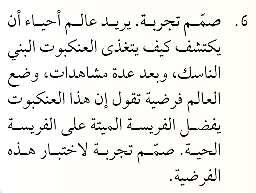 6. صمّم تجربة. يريد عالم أحياء أن
يكتشف كيف يتغذى العنكبوت البني
الناسك، وبعد عدة مشاهدات، وضع
العالم فرضية تقول إن هذا العنكبوت
يفضل الفريسة الميتة على الفريسة
الحية. صمّم تجربة لاختبار هذه
الفرضية.